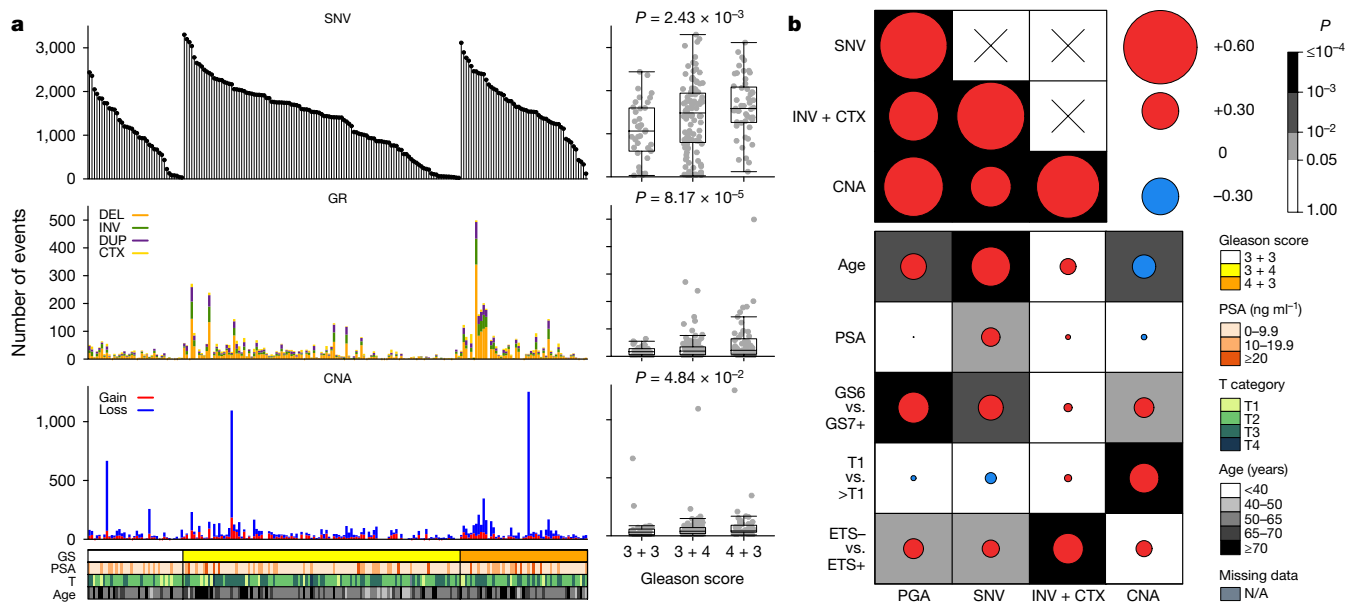 a
SNV
3,000
2,000
1,000
0
P = 2.43 × 10⁻³
Number of events
GR
DEL
INV
DUP
CTX
500
400
300
200
100
0
P = 8.17 × 10⁻⁵
CNA
Gain
Loss
1,000
500
0
P = 4.84 × 10⁻²
3 + 3 3 + 4 4 + 3
Gleason score
GS
PSA
T
Age
b
SNV
INV + CTX
CNA
+0.60
+0.30
0
−0.30
P
≤10⁻⁴
10⁻³
10⁻²
0.05
1.00
Age
PSA
GS6
vs.
GS7+
T1
vs.
>T1
ETS−
vs.
ETS+
PGA SNV INV + CTX CNA
Gleason score
3 + 3
3 + 4
4 + 3
PSA (ng ml⁻¹)
0–9.9
10–19.9
≥20
T category
T1
T2
T3
T4
Age (years)
<40
40–50
50–65
65–70
≥70
Missing data
N/A